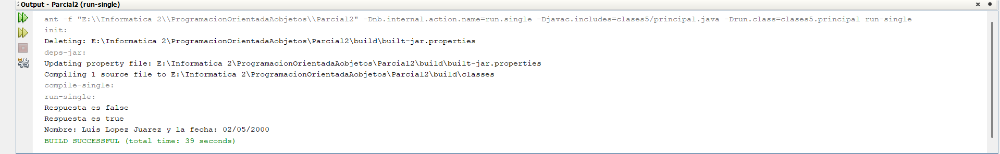 Output - Parcial2 (run-single)
ant -f "E:\\Informatica 2\\ProgramacionOrientadaAobjetos\\Parcial2" -Dnb.internal.action.name=run.single -Djavac.includes=clases5/principal.java -Drun.class=clases5.principal run-single
init:
Deleting: E:\Informatica 2\ProgramacionOrientadaAobjetos\Parcial2\build\built-jar.properties
deps-jar:
Updating property file: E:\Informatica 2\ProgramacionOrientadaAobjetos\Parcial2\build\built-jar.properties
Compiling 1 source file to E:\Informatica 2\ProgramacionOrientadaAobjetos\Parcial2\build\classes
compile-single:
run-single:
Respuesta es false
Respuesta es true
Nombre: Luis Lopez Juarez y la fecha: 02/05/2000
BUILD SUCCESSFUL (total time: 39 seconds)